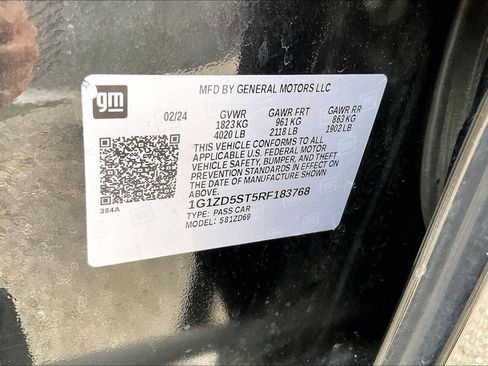 gm
MFD BY GENERAL MOTORS LLC
02/24 GVWR GAWR FRT GAWR RR
1823 KG 961 KG 863 KG
4020 LB 2118 LB 1902 LB
THIS VEHICLE CONFORMS TO ALL
APPLICABLE U.S. FEDERAL MOTOR
VEHICLE SAFETY, BUMPER, AND THEFT
PREVENTION STANDARDS IN EFFECT ON
THE DATE OF MANUFACTURE SHOWN
ABOVE.
1G1ZD5ST5RF183768
TYPE: PASS CAR
MODEL: 581ZD69
384A